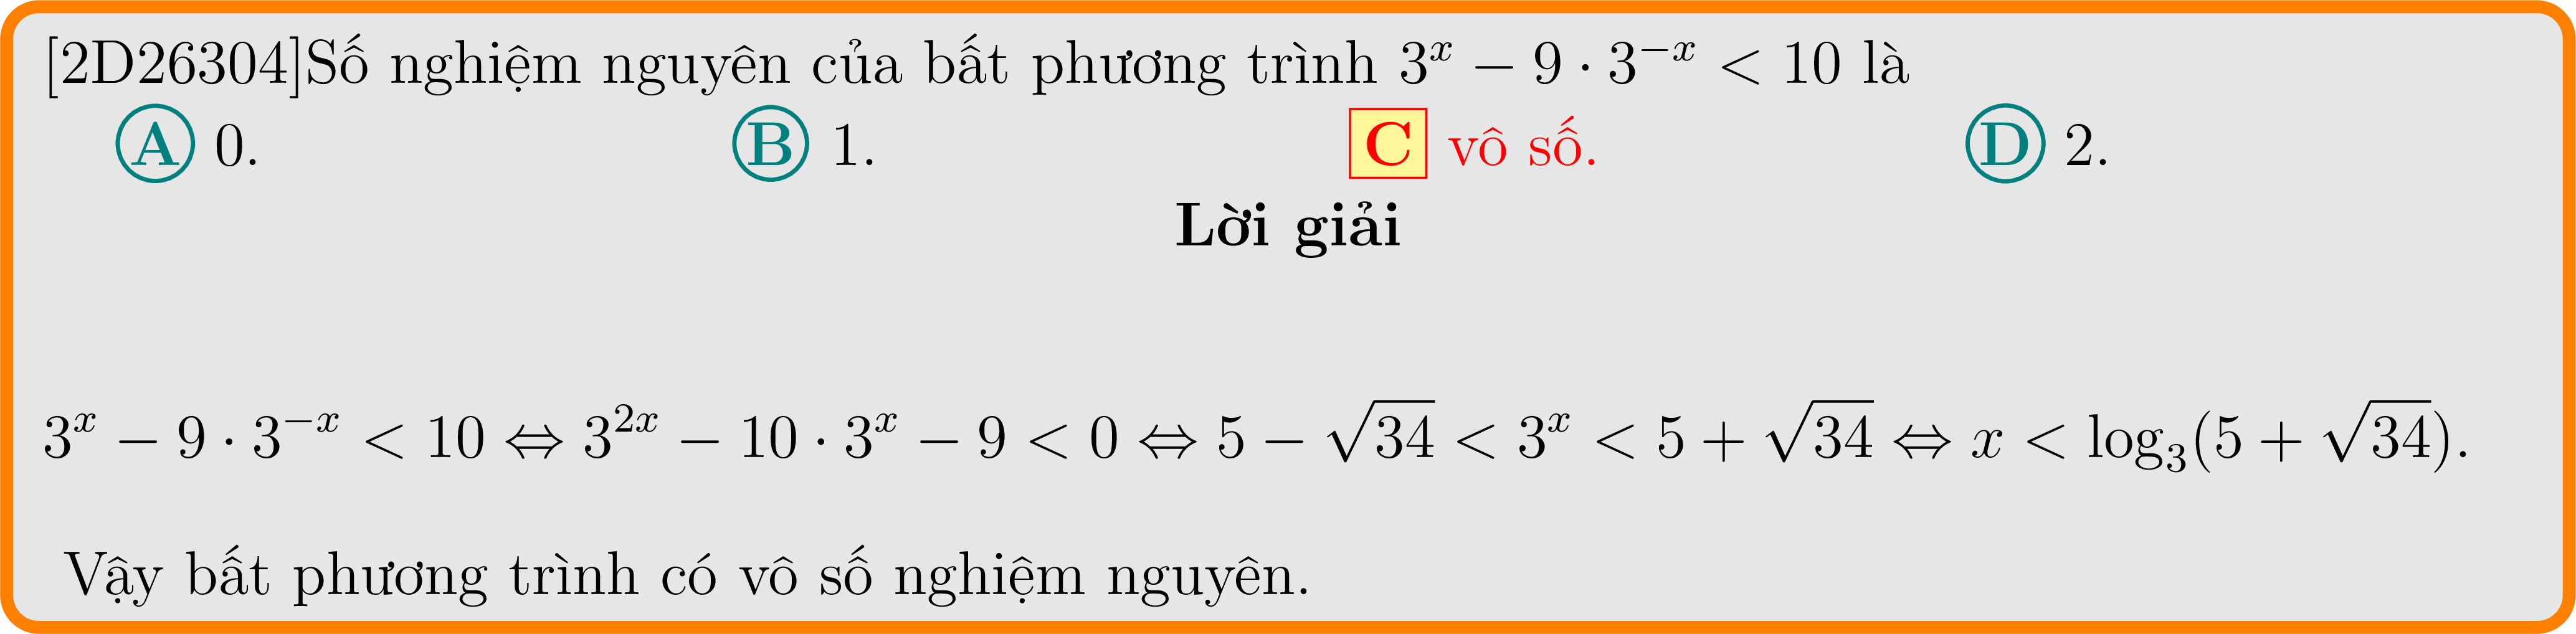 [2D26304]Số nghiệm nguyên của bất phương trình $3^x - 9 \cdot 3^{-x} < 10$ là
A 0. B 1. C vô số. D 2.
Lời giải
$3^x - 9 \cdot 3^{-x} < 10 \Leftrightarrow 3^{2x} - 10 \cdot 3^x - 9 < 0 \Leftrightarrow 5 - \sqrt{34} < 3^x < 5 + \sqrt{34} \Leftrightarrow x < \log_3(5 + \sqrt{34}).$
Vậy bất phương trình có vô số nghiệm nguyên.